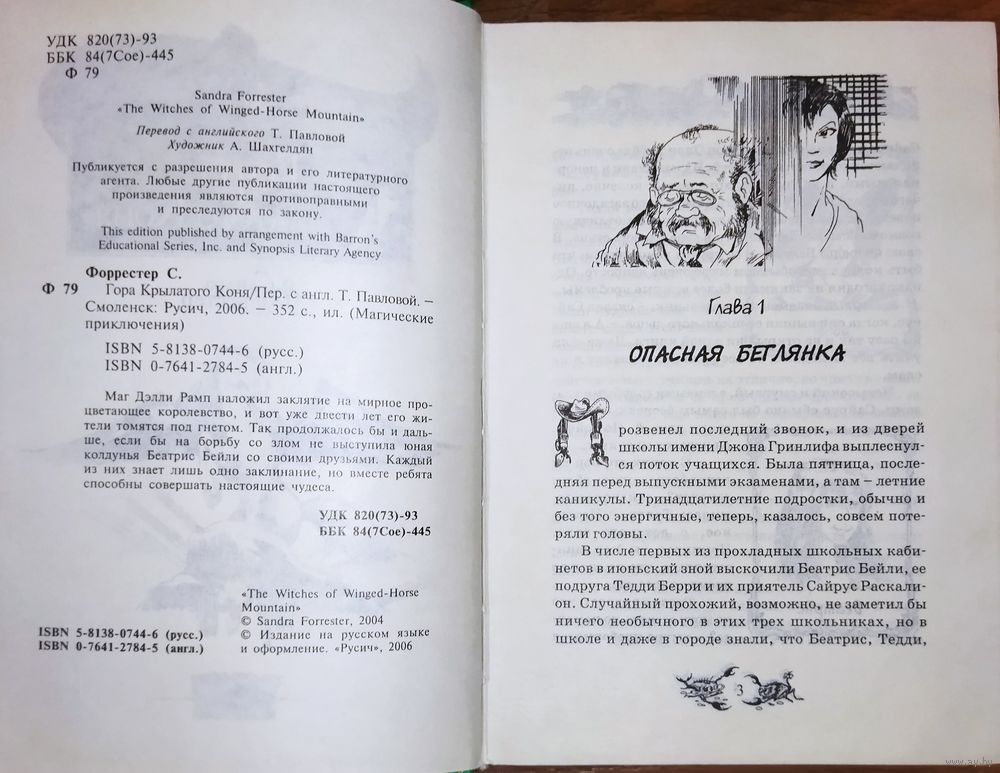 УДК 820(73)-93
ББК 84(7Сое)-445
Ф 79
Sandra Forrester
«The Witches of Winged-Horse Mountain»
Перевод с английского Т. Павловой
Художник А. Шахгелдян
Публикуется с разрешения автора и его литературного
агента. Любые другие публикации настоящего
произведения являются противоправными
и преследуются по закону.
This edition published by arrangement with Barron's
Educational Series, Inc. and Synopsis Literary Agency
Форрестер С.
Ф 79 Гора Крылатого Коня/Пер. с англ. Т. Павловой. –
Смоленск: Русич, 2006. – 352 с., ил. (Магические
приключения)
ISBN 5-8138-0744-6 (русс.)
ISBN 0-7641-2784-5 (англ.)
Маг Дэлли Рамп наложил заклятие на мирное про-
цветающее королевство, и вот уже двести лет его жи-
тели томятся под гнетом. Так продолжалось бы и даль-
ше, если бы на борьбу со злом не выступила юная
колдунья Беатрис Бейли со своими друзьями. Каждый
из них знает лишь одно заклинание, но вместе ребята
способны совершать настоящие чудеса.
УДК 820(73)-93
ББК 84(7Сое)-445
«The Witches of Winged-Horse
Mountain»
© Sandra Forrester, 2004
© Издание на русском языке
и оформление. «Русич», 2006
ISBN 5-8138-0744-6 (русс.)
ISBN 0-7641-2784-5 (англ.)
Глава 1
ОПАСНАЯ БЕГЛЯНКА
Прозвенел последний звонок, и из дверей
школы имени Джона Гринлифа выплеснул-
ся поток учащихся. Была пятница, после-
дняя перед выпускными экзаменами, а там – летние
каникулы. Тринадцатилетние подростки, обычно и
без того энергичные, теперь, казалось, совсем поте-
ряли головы.
В числе первых из прохладных школьных каби-
нетов в июньский зной выскочили Беатрис Бейли, ее
подруга Тедди Берри и их приятель Сайрус Раскали-
он. Случайный прохожий, возможно, не заметил бы
ничего необычного в этих трех школьниках, но в
школе и даже в городе знали, что Беатрис, Тедди,
3
www.ay.by